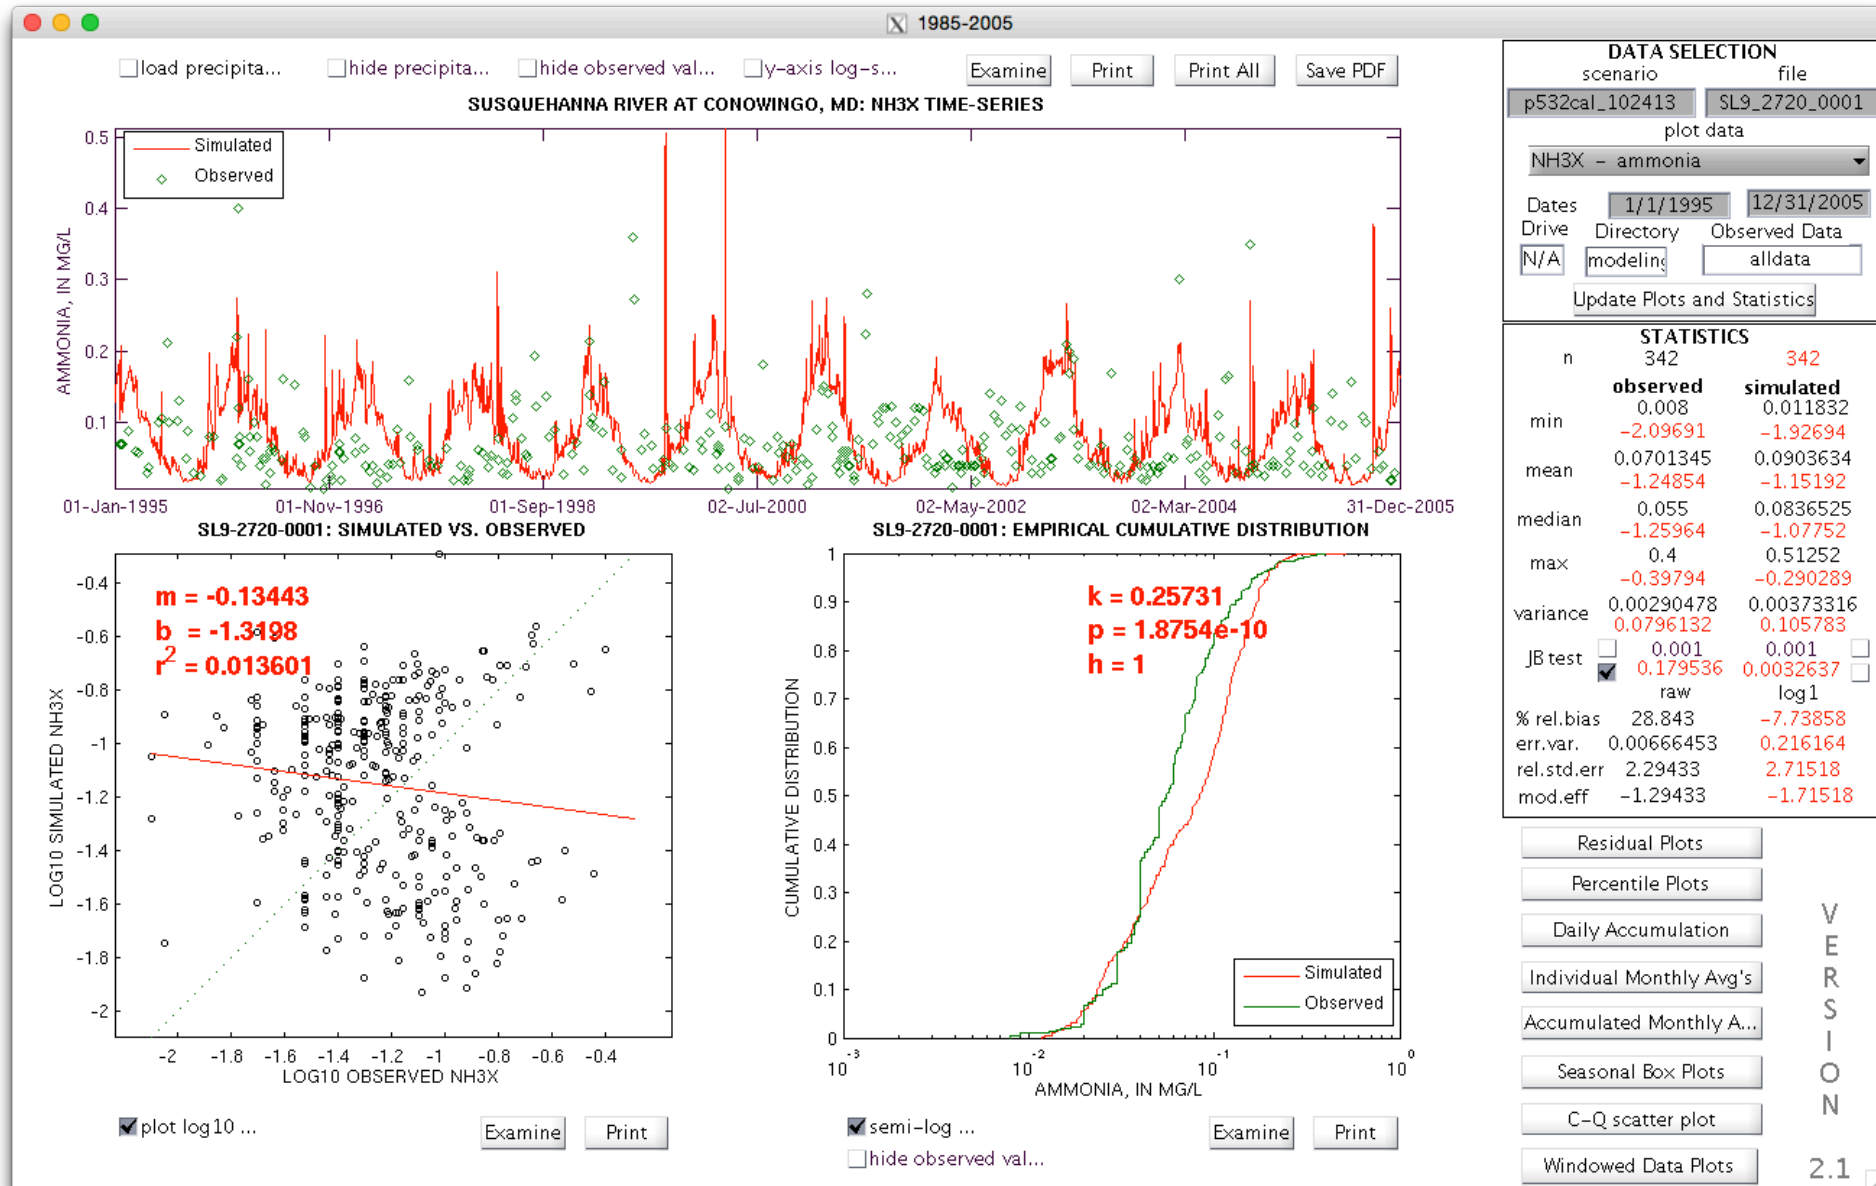 1985-2005
load precipita...
hide precipita...
hide observed val...
y-axis log-s...
Examine
Print
Print All
Save PDF
SUSQUEHANNA RIVER AT CONOWINGO, MD: NH3X TIME-SERIES
AMMONIA, IN MG/L
0.5
0.4
0.3
0.2
0.1
Simulated
Observed
01-Jan-1995
01-Nov-1996
01-Sep-1998
02-Jul-2000
02-May-2002
02-Mar-2004
31-Dec-2005
SL9-2720-0001: SIMULATED VS. OBSERVED
m = -0.13443
b = -1.3198
r2 = 0.013601
LOG10 SIMULATED NH3X
-0.4
-0.6
-0.8
-1
-1.2
-1.4
-1.6
-1.8
-2
-2 -1.8 -1.6 -1.4 -1.2 -1 -0.8 -0.6 -0.4
LOG10 OBSERVED NH3X
plot log10 ...
Examine
Print
SL9-2720-0001: EMPIRICAL CUMULATIVE DISTRIBUTION
k = 0.25731
p = 1.8754e-10
h = 1
CUMULATIVE DISTRIBUTION
1
0.9
0.8
0.7
0.6
0.5
0.4
0.3
0.2
0.1
0
Simulated
Observed
10-3 10-2 10-1 100
AMMONIA, IN MG/L
semi-log ...
hide observed val...
Examine
Print
DATA SELECTION
scenario file
p532cal_102413 SL9_2720_0001
plot data
NH3X - ammonia
Dates 1/1/1995 12/31/2005
Drive Directory Observed Data
N/A modeling alldata
Update Plots and Statistics
STATISTICS
n 342 342
observed simulated
min 0.008 0.011832
-2.09691 -1.92694
mean 0.0701345 0.0903634
-1.24854 -1.15192
median 0.055 0.0836525
-1.25964 -1.07752
max 0.4 0.51252
-0.39794 -0.290289
variance 0.00290478 0.00373316
0.0796132 0.105783
JB test 0.001 0.001
0.179536 0.0032637
raw log1
% rel.bias 28.843 -7.73858
err.var. 0.00666453 0.216164
rel.std.err 2.29433 2.71518
mod.eff -1.29433 -1.71518
Residual Plots
Percentile Plots
Daily Accumulation
Individual Monthly Avg's
Accumulated Monthly A...
Seasonal Box Plots
C-Q scatter plot
Windowed Data Plots
VERSION
2.1